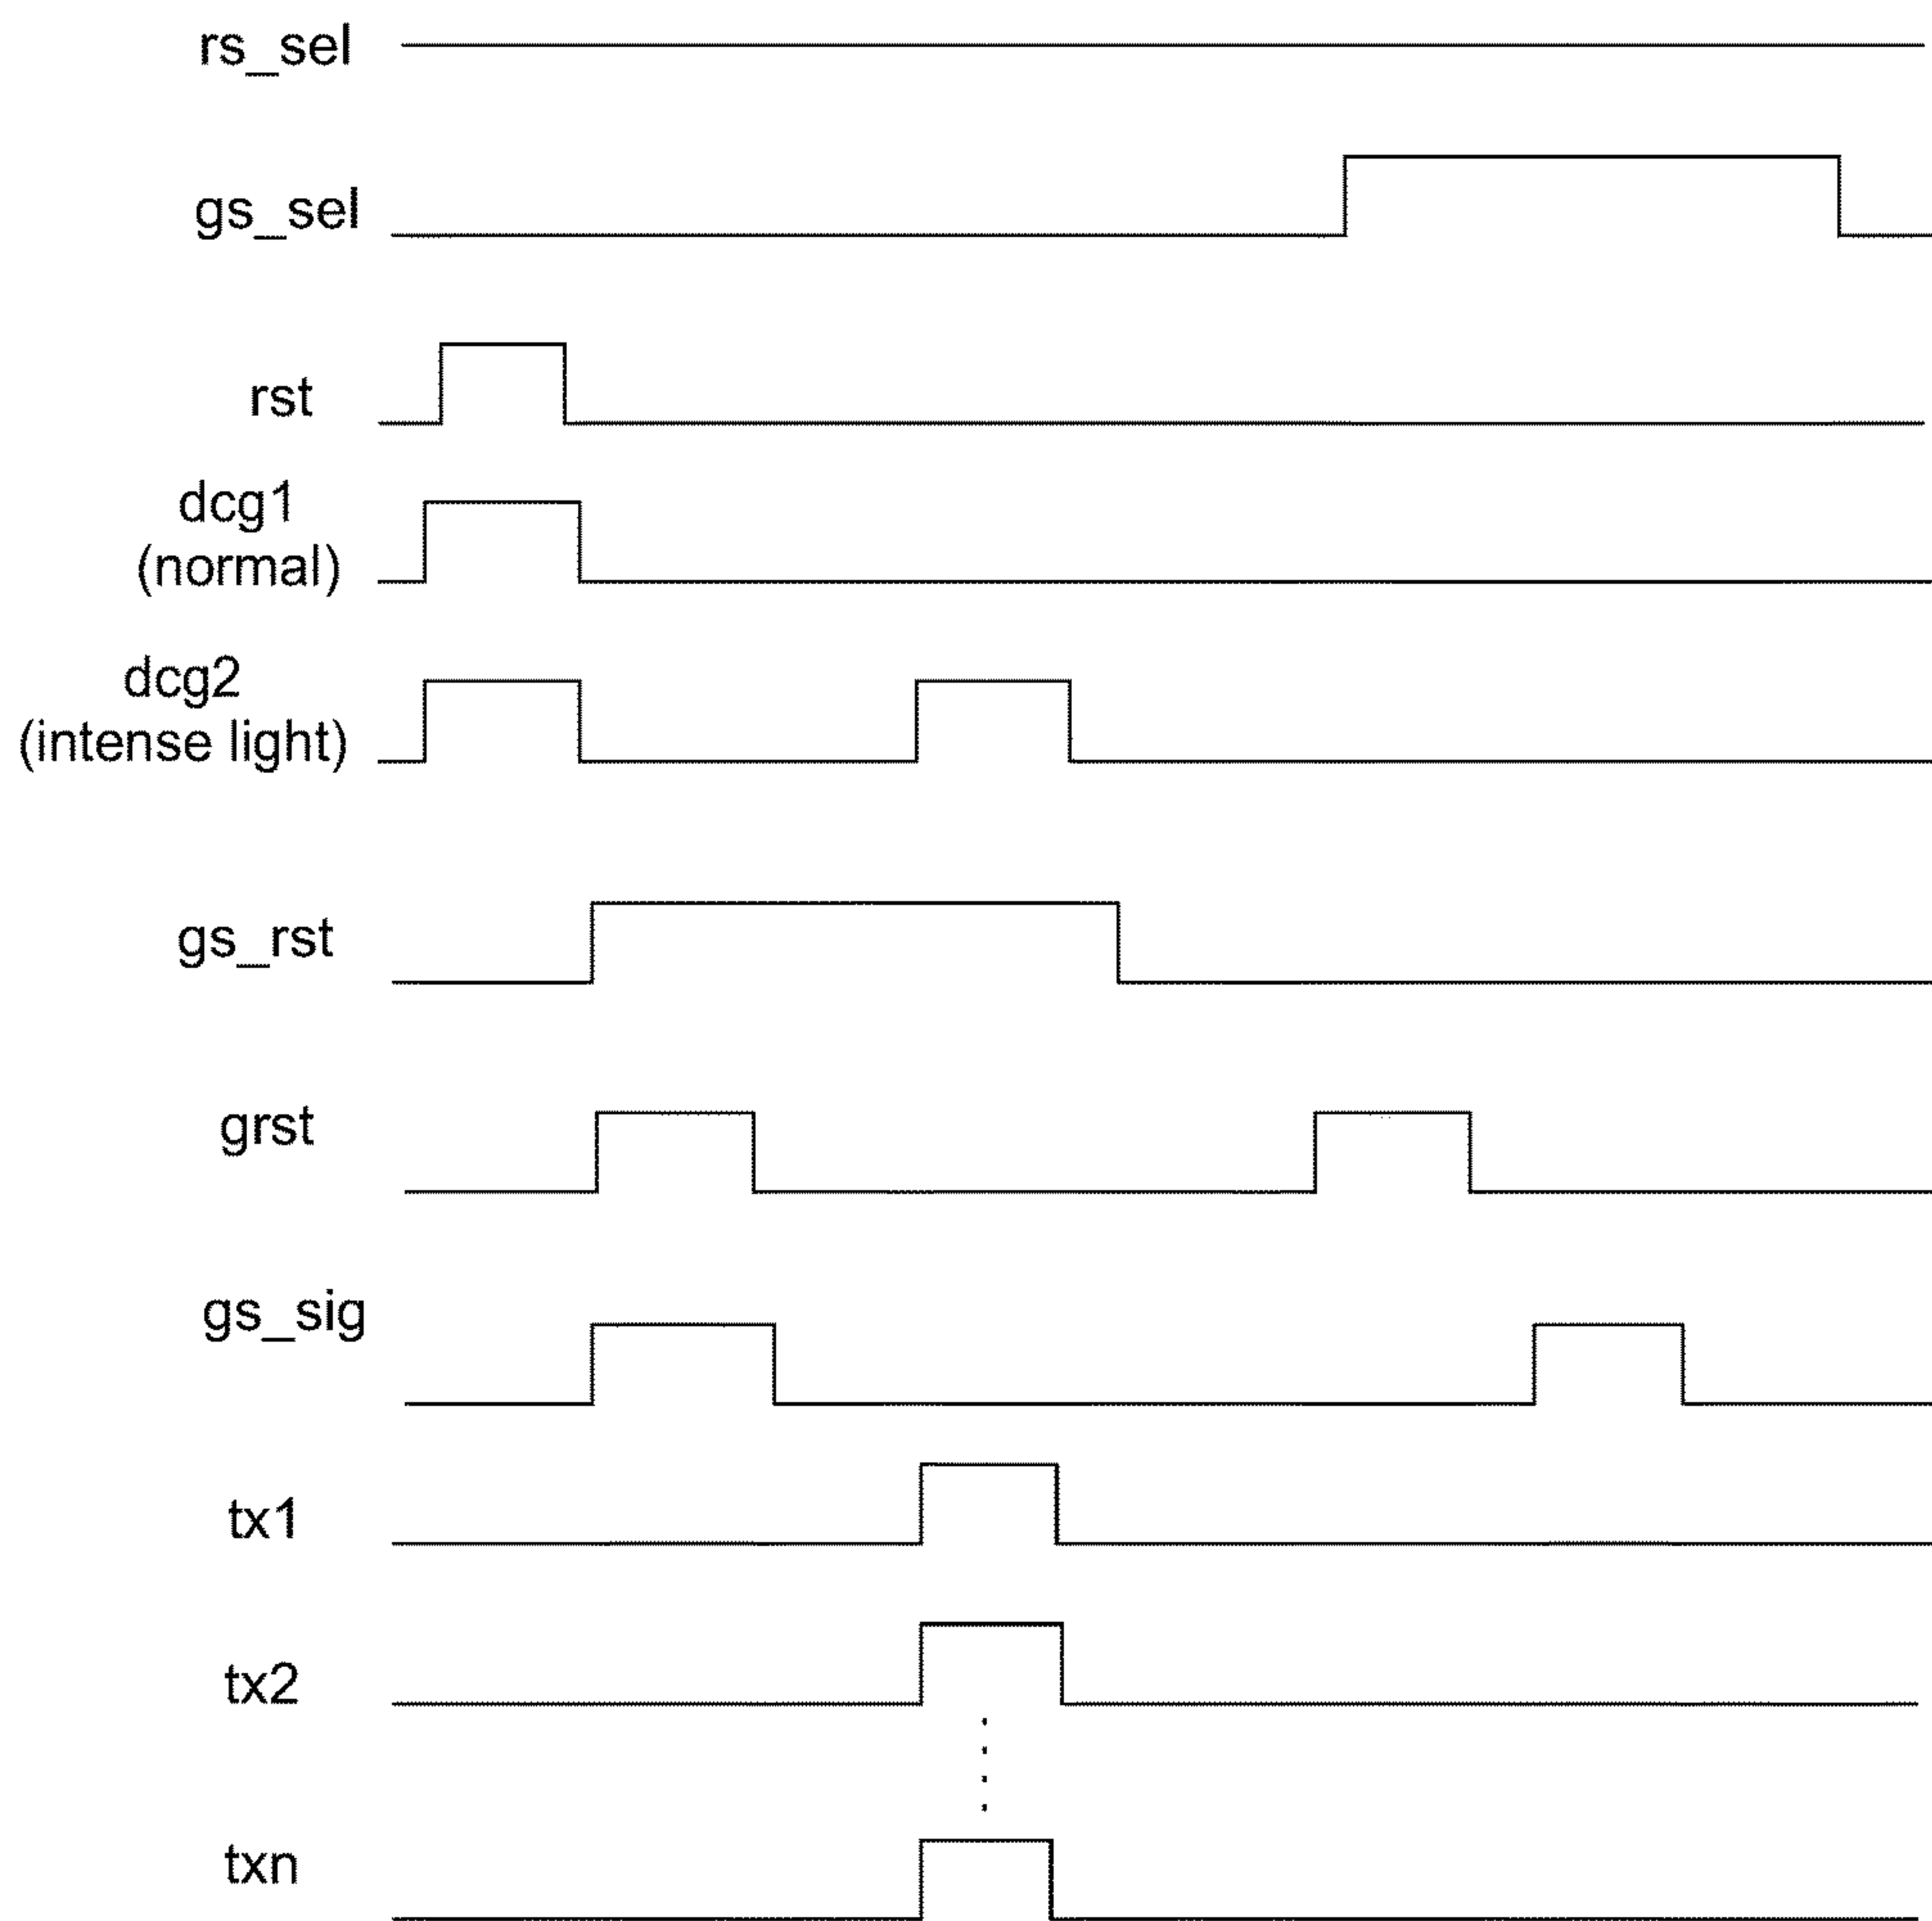 rs_sel
gs_sel
rst
dcg1
(normal)
dcg2
(intense light)
gs_rst
grst
gs_sig
tx1
tx2
txn